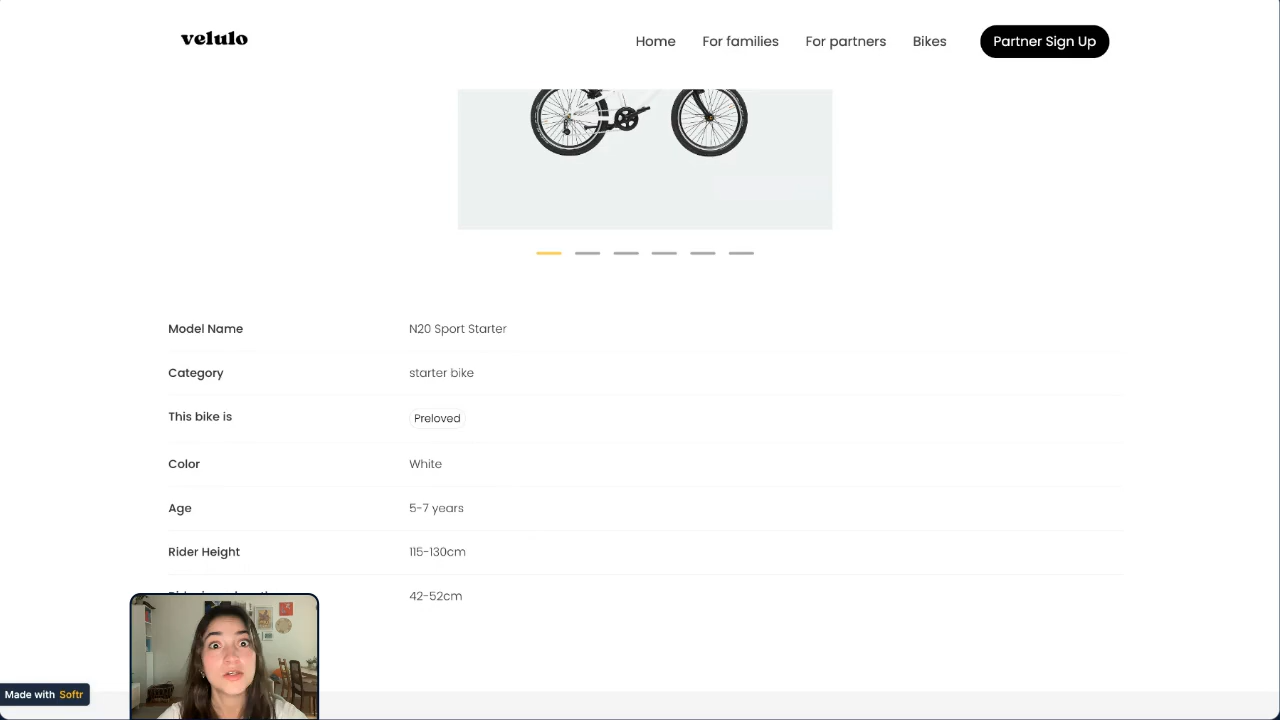 velulo
Home For families For partners Bikes Partner Sign Up
Model Name N20 Sport Starter
Category starter bike
This bike is Preloved
Color White
Age 5-7 years
Rider Height 115-130cm
42-52cm
Made with Softr